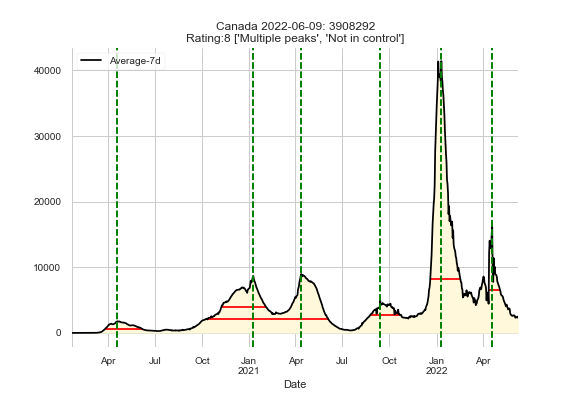 Canada 2022-06-09: 3908292
Rating:8 ['Multiple peaks', 'Not in control']
Average-7d
40000
30000
20000
10000
0
Apr Jul Oct Jan Apr Jul Oct Jan Apr
2021 2022
Date